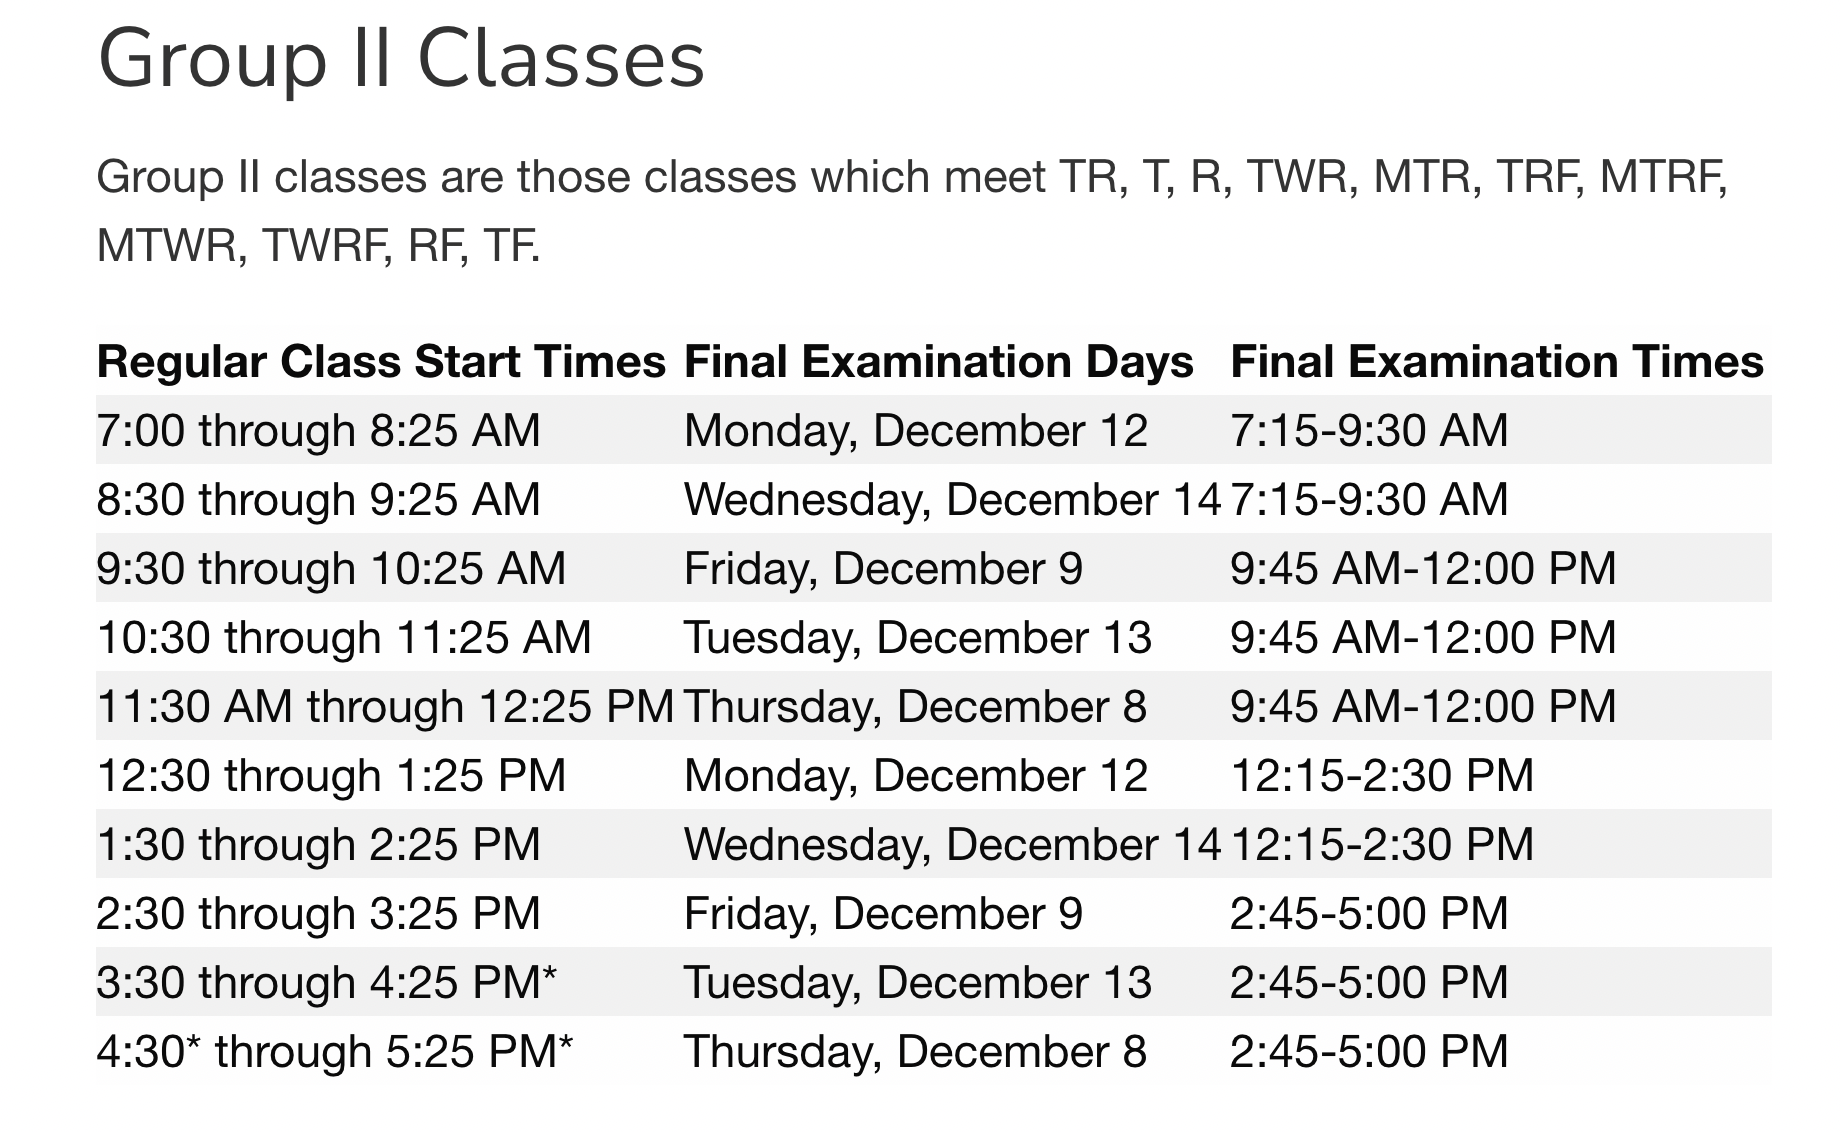 Group II Classes
Group II classes are those classes which meet TR, T, R, TWR, MTR, TRF, MTRF,
MTWR, TWRF, RF, TF.
Regular Class Start Times Final Examination Days Final Examination Times
7:00 through 8:25 AM Monday, December 12 7:15-9:30 AM
8:30 through 9:25 AM Wednesday, December 14 7:15-9:30 AM
9:30 through 10:25 AM Friday, December 9 9:45 AM-12:00 PM
10:30 through 11:25 AM Tuesday, December 13 9:45 AM-12:00 PM
11:30 AM through 12:25 PM Thursday, December 8 9:45 AM-12:00 PM
12:30 through 1:25 PM Monday, December 12 12:15-2:30 PM
1:30 through 2:25 PM Wednesday, December 14 12:15-2:30 PM
2:30 through 3:25 PM Friday, December 9 2:45-5:00 PM
3:30 through 4:25 PM* Tuesday, December 13 2:45-5:00 PM
4:30* through 5:25 PM* Thursday, December 8 2:45-5:00 PM